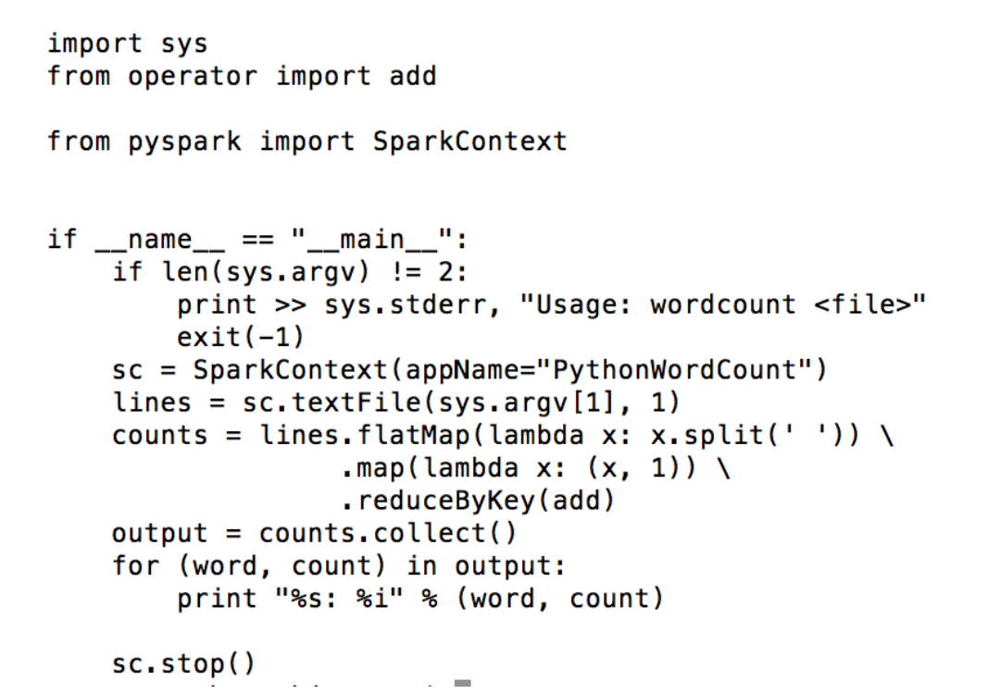 import sys
from operator import add
from pyspark import SparkContext
if __name__ == "__main__":
    if len(sys.argv) != 2:
        print >> sys.stderr, "Usage: wordcount <file>"
        exit(-1)
    sc = SparkContext(appName="PythonWordCount")
    lines = sc.textFile(sys.argv[1], 1)
    counts = lines.flatMap(lambda x: x.split(' ')) \
                  .map(lambda x: (x, 1)) \
                  .reduceByKey(add)
    output = counts.collect()
    for (word, count) in output:
        print "%s: %i" % (word, count)
    sc.stop()